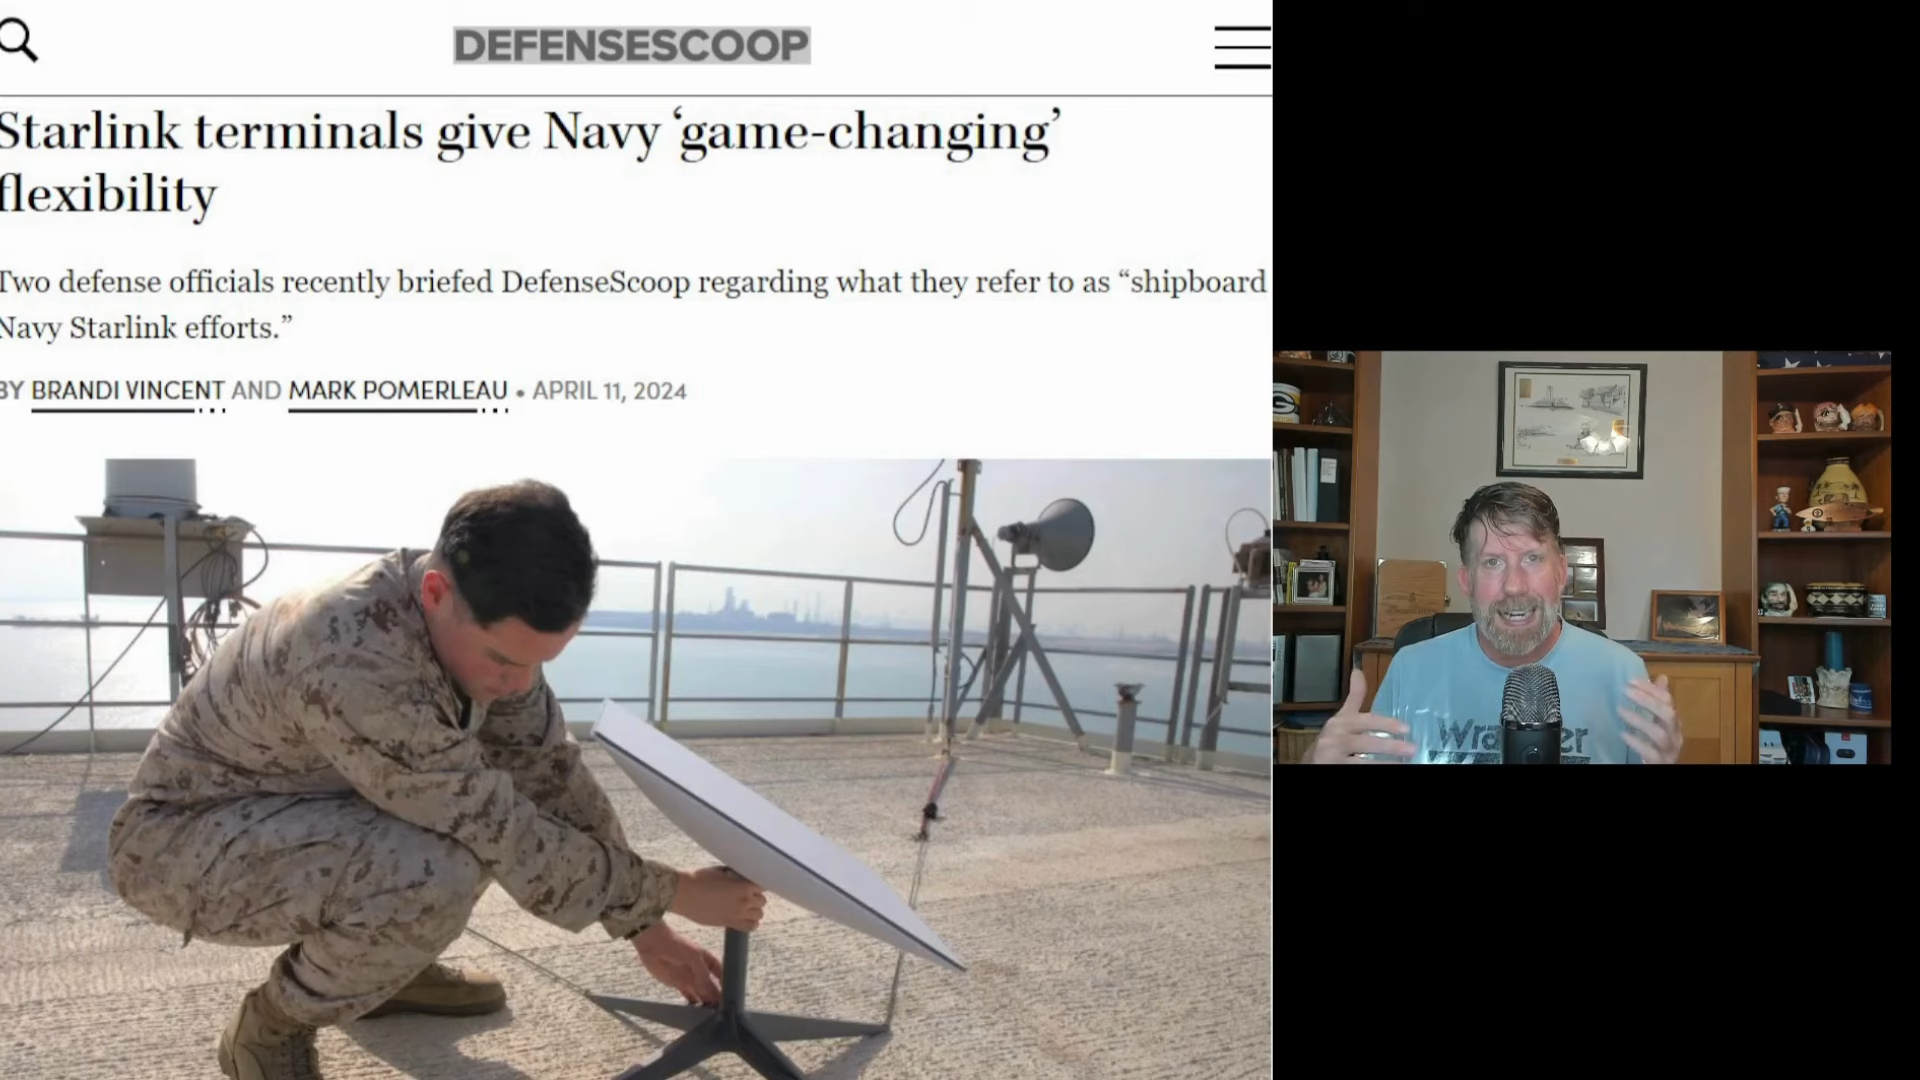 DEFENSESCOOP
Starlink terminals give Navy ‘game-changing’
flexibility
Two defense officials recently briefed DefenseScoop regarding what they refer to as “shipboard
Navy Starlink efforts.”
BY BRANDI VINCENT AND MARK POMERLEAU • APRIL 11, 2024
G